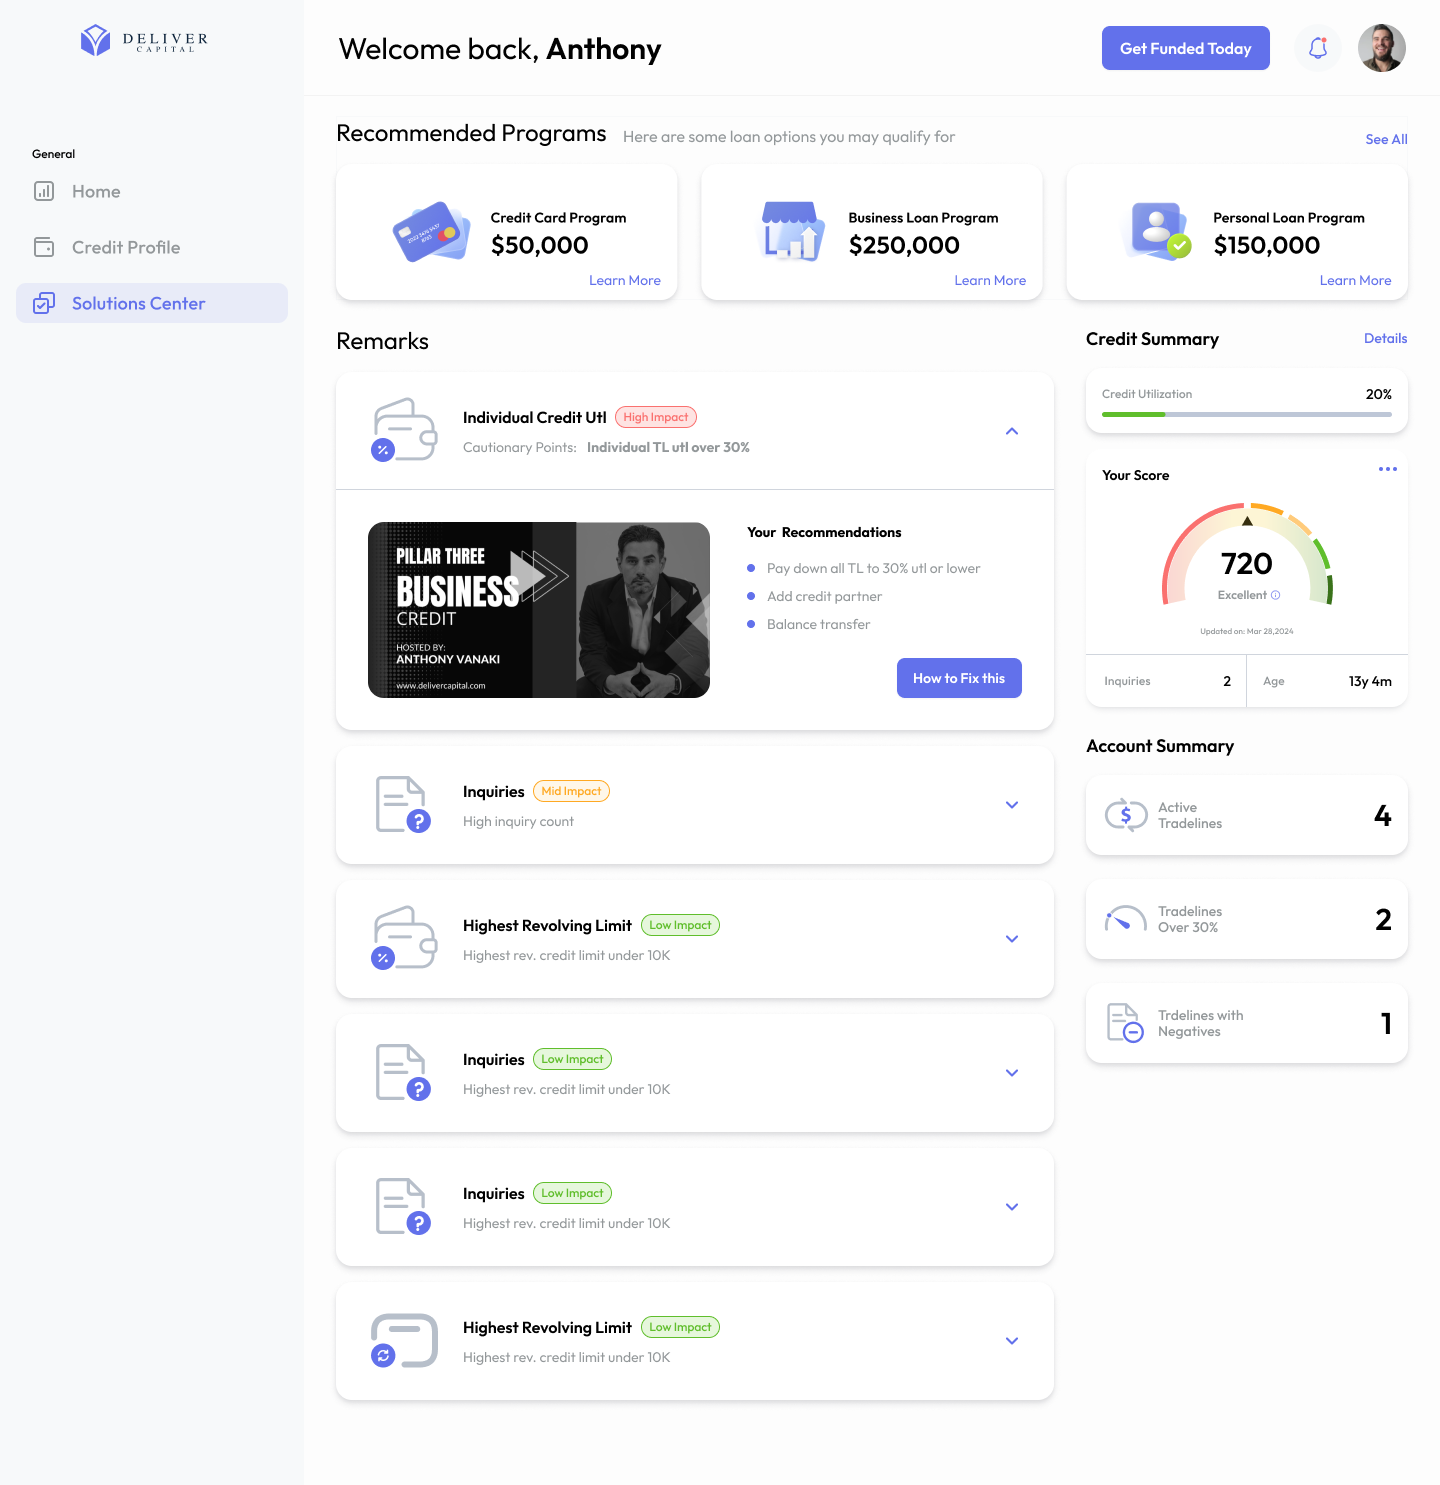 DELIVER
CAPITAL
General
Home
Credit Profile
Solutions Center
Welcome back, Anthony
Get Funded Today
Recommended Programs
Here are some loan options you may qualify for
See All
Credit Card Program
$50,000
Learn More
Business Loan Program
$250,000
Learn More
Personal Loan Program
$150,000
Learn More
Remarks
Individual Credit Utl
High Impact
Cautionary Points: Individual TL utl over 30%
PILLAR THREE
BUSINESS
CREDIT
HOSTED BY:
ANTHONY VANAKI
www.delivercapital.com
Your Recommendations
Pay down all TL to 30% utl or lower
Add credit partner
Balance transfer
How to Fix this
Inquiries
Mid Impact
High inquiry count
Highest Revolving Limit
Low Impact
Highest rev. credit limit under 10K
Inquiries
Low Impact
Highest rev. credit limit under 10K
Inquiries
Low Impact
Highest rev. credit limit under 10K
Highest Revolving Limit
Low Impact
Highest rev. credit limit under 10K
Credit Summary
Details
Credit Utilization
20%
Your Score
720
Excellent
Updated on: Mar 28,2024
Inquiries
2
Age
13y 4m
Account Summary
Active
Tradelines
4
Tradelines
Over 30%
2
Trdelines with
Negatives
1